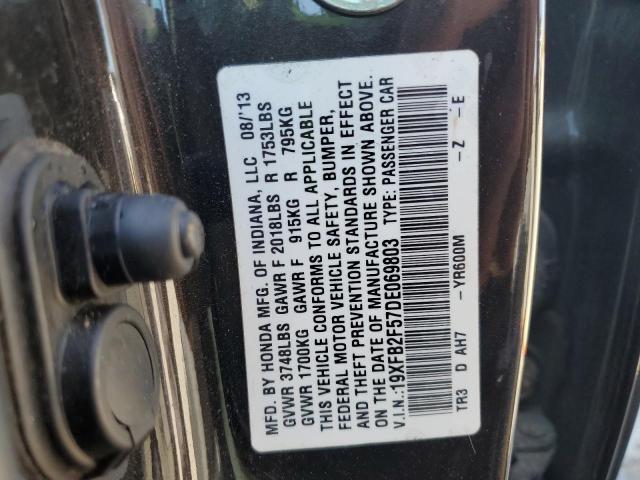 MFD. BY HONDA MFG. OF INDIANA, LLC 08/'13
GVWR 3748LBS GAWR F 2018LBS R 1753LBS
GVWR 1700KG GAWR F 915KG R 795KG
THIS VEHICLE CONFORMS TO ALL APPLICABLE
FEDERAL MOTOR VEHICLE SAFETY, BUMPER,
AND THEFT PREVENTION STANDARDS IN EFFECT
ON THE DATE OF MANUFACTURE SHOWN ABOVE..
V.I.N.:19XFB2F57DE069803 TYPE: PASSENGER CAR
TR3 D AH7 -YR600M -Z -E